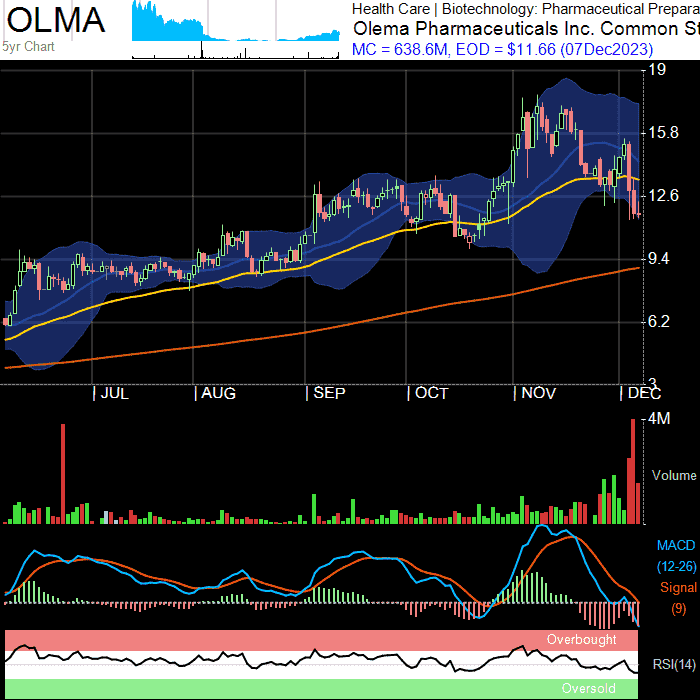 OLMA
5yr Chart
Health Care | Biotechnology: Pharmaceutical Prepara
Olema Pharmaceuticals Inc. Common St
MC = 638.6M, EOD = $11.66 (07Dec2023)
19
15.8
12.6
9.4
6.2
3
JUL
AUG
SEP
OCT
NOV
DEC
4M
Volume
MACD
(12-26)
Signal
(9)
Overbought
RSI(14)
Oversold